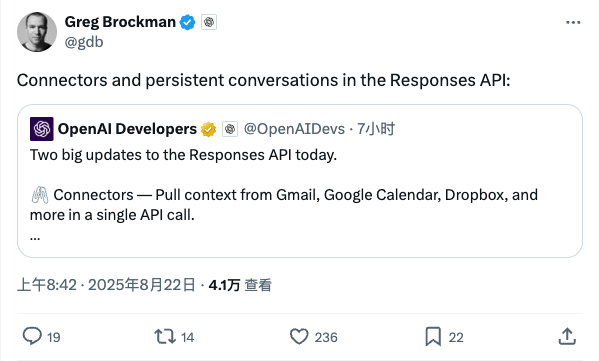 Greg Brockman
@gdb
Connectors and persistent conversations in the Responses API:
OpenAI Developers @OpenAIDevs · 7小时
Two big updates to the Responses API today.
Connectors — Pull context from Gmail, Google Calendar, Dropbox, and
more in a single API call.
...
上午8:42 · 2025年8月22日 · 4.1万 查看
19 14 236 22